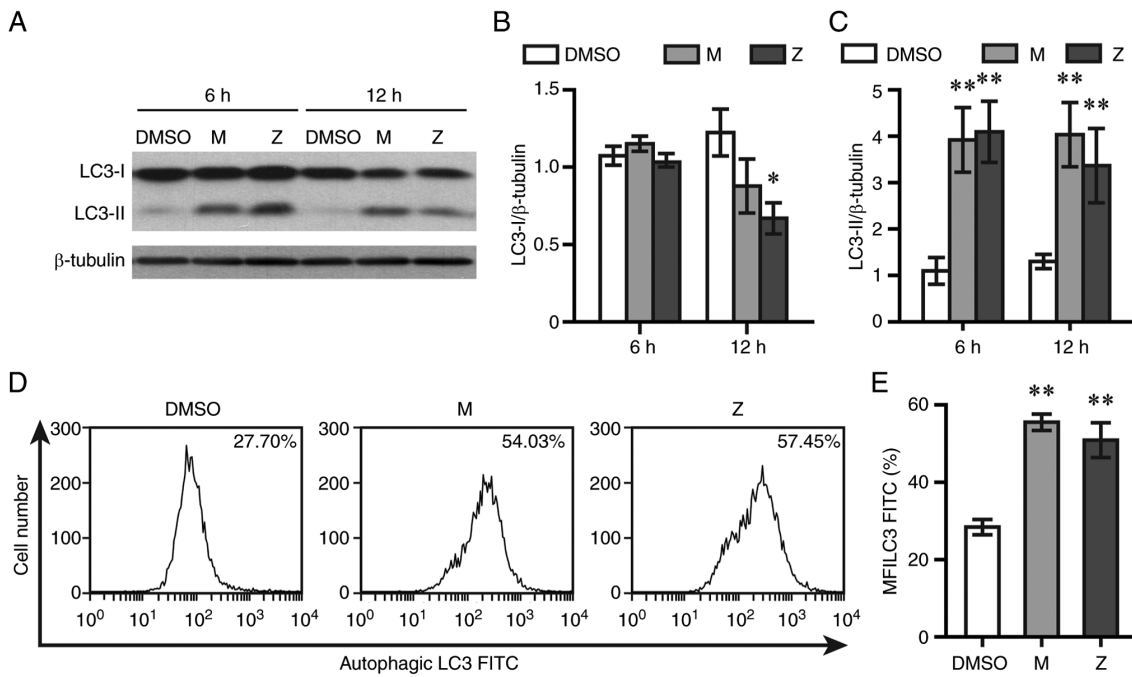 A
6 h 12 h
DMSO M Z DMSO M Z
LC3-I
LC3-II
β-tubulin
B
DMSO M Z
LC3-I/β-tubulin
1.5
1.0
0.5
0
*
6 h 12 h
C
DMSO M Z
LC3-II/β-tubulin
5
4
3
2
1
0
** ** ** **
6 h 12 h
D
DMSO M Z
Cell number
300 300 300
27.70% 54.03% 57.45%
200 200 200
100 100 100
0 0 0
10⁰ 10¹ 10² 10³ 10⁴ 10⁰ 10¹ 10² 10³ 10⁴ 10⁰ 10¹ 10² 10³ 10⁴
Autophagic LC3 FITC
E
MFILC3 FITC (%)
60
40
20
0
** **
DMSO M Z